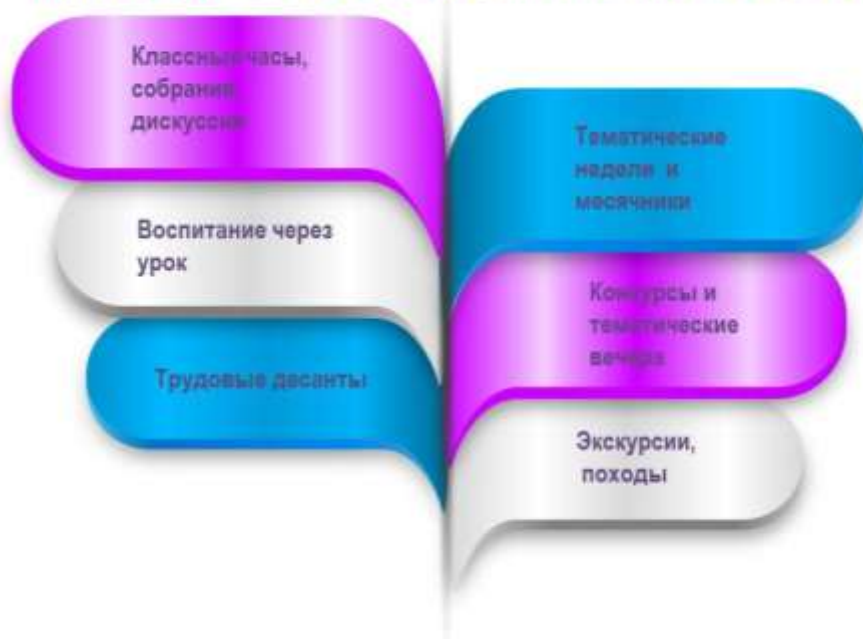 Классные часы,
собрания,
дискуссии
Воспитание через
урок
Трудовые десанты
Тематические
недели и
месячники
Конкурсы и
тематические
вечера
Экскурсии,
походы